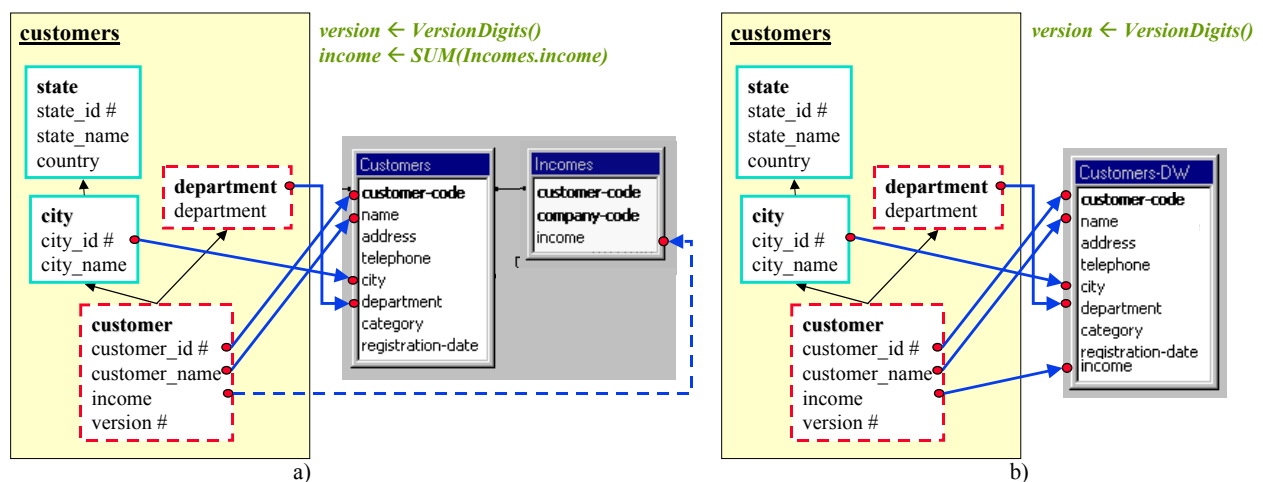 customers
version ← VersionDigits()
income ← SUM(Incomes.income)
state
state_id #
state_name
country
department
department
city
city_id #
city_name
customer
customer_id #
customer_name
income
version #
Customers
customer-code
name
address
telephone
city
department
category
registration-date
Incomes
customer-code
company-code
income
a)
customers
version ← VersionDigits()
state
state_id #
state_name
country
department
department
city
city_id #
city_name
customer
customer_id #
customer_name
income
version #
Customers-DW
customer-code
name
address
telephone
city
department
category
registration-date
income
b)